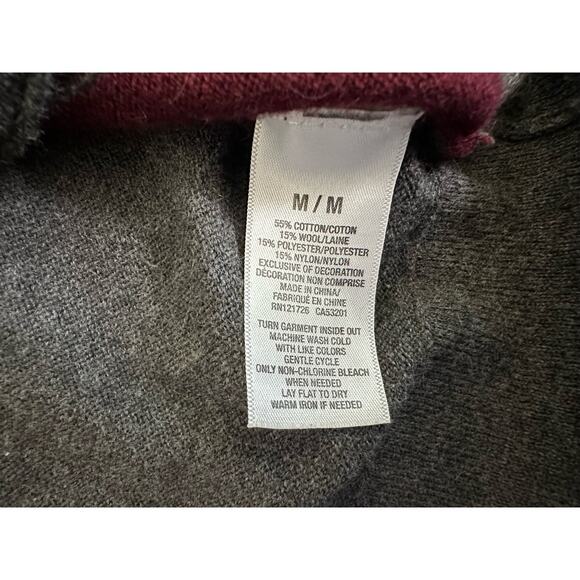 M / M
55% COTTON/COTON
15% WOOL/LAINE
15% POLYESTER/POLYESTER
15% NYLON/NYLON
EXCLUSIVE OF DECORATION
DÉCORATION NON COMPRISE
MADE IN CHINA/
FABRIQUÉ EN CHINE
RN121726 CA53201
TURN GARMENT INSIDE OUT
MACHINE WASH COLD
WITH LIKE COLORS
GENTLE CYCLE
ONLY NON-CHLORINE BLEACH
WHEN NEEDED
LAY FLAT TO DRY
WARM IRON IF NEEDED